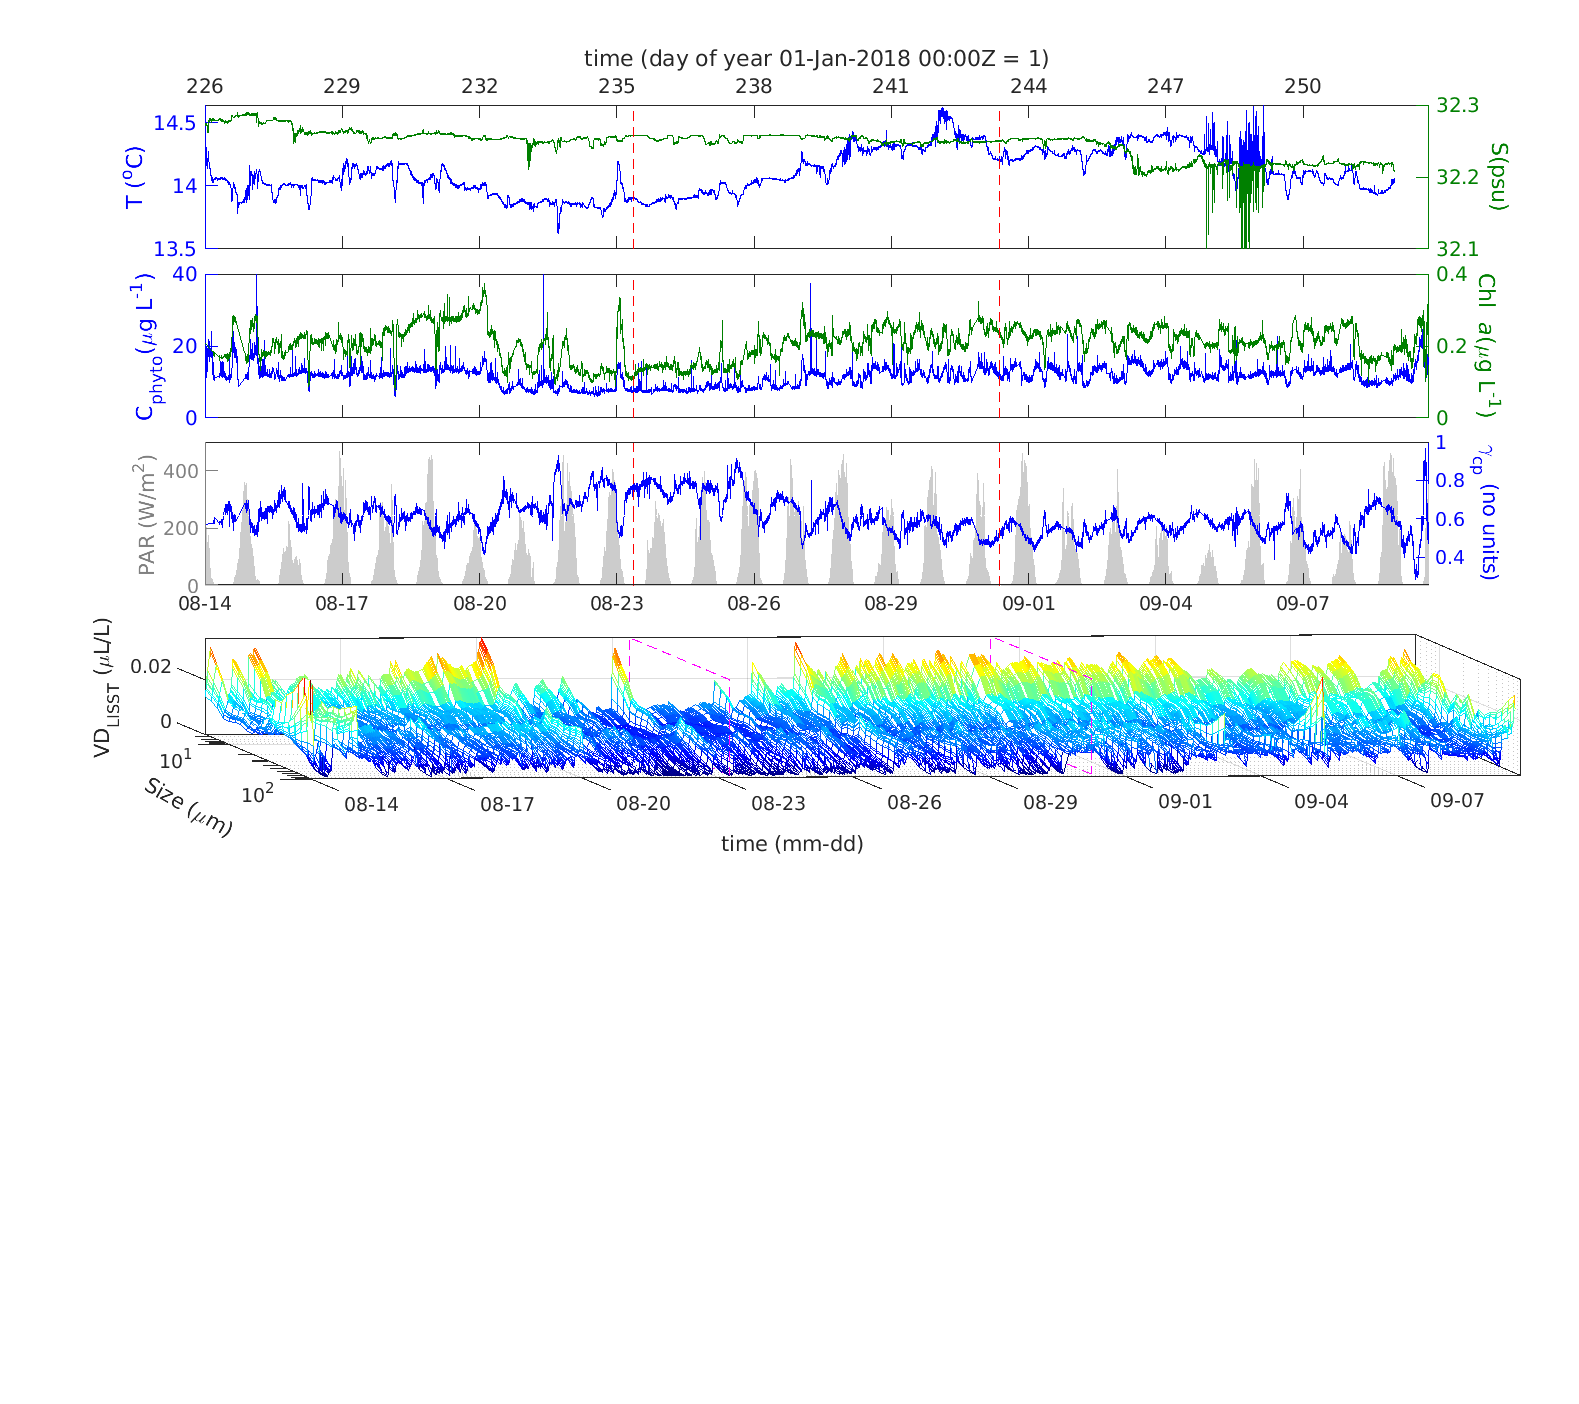 time (day of year 01-Jan-2018 00:00Z = 1)
226 229 232 235 238 241 244 247 250
T (°C)
14.5
14
13.5
S(psu)
32.3
32.2
32.1
C_phyto (μg L⁻¹)
40
20
0
Chl a (μg L⁻¹)
0.4
0.2
0
PAR (W/m²)
400
200
0
γ_cp (no units)
1
0.8
0.6
0.4
08-14 08-17 08-20 08-23 08-26 08-29 09-01 09-04 09-07
VD_LISST (μL/L)
0.02
0
10¹
10²
Size (μm)
08-14 08-17 08-20 08-23 08-26 08-29 09-01 09-04 09-07
time (mm-dd)